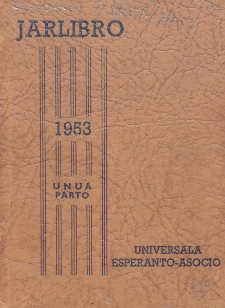 JARLIBRO
1953
UNUA
PARTO
UNIVERSALA
ESPERANTO-ASOCIO